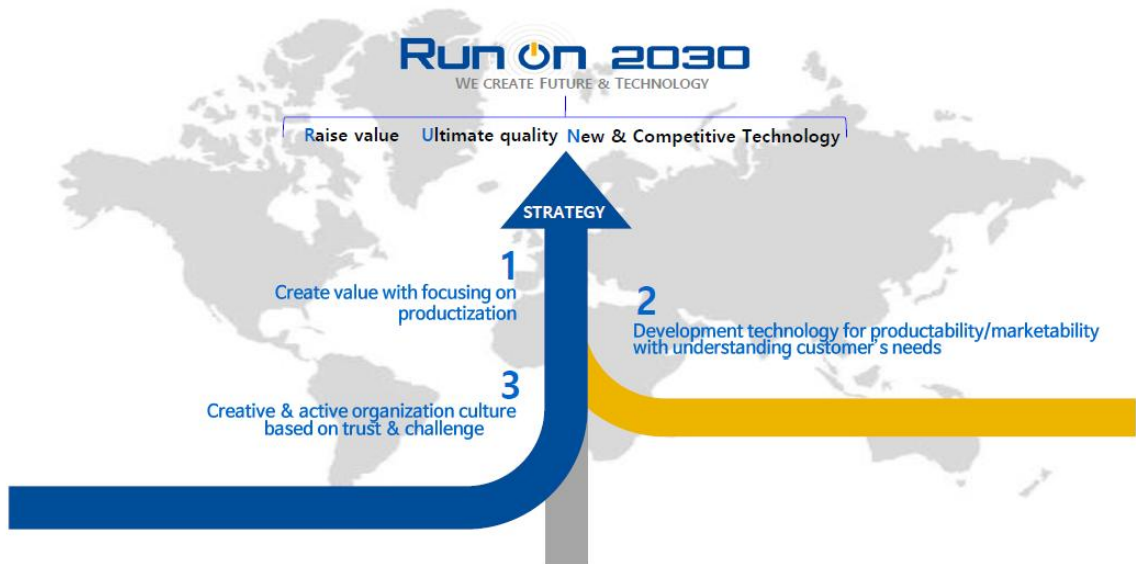 Run On 2030
WE CREATE FUTURE & TECHNOLOGY
Raise value Ultimate quality New & Competitive Technology
STRATEGY
1
Create value with focusing on
productization
2
Development technology for productability/marketability
with understanding customer's needs
3
Creative & active organization culture
based on trust & challenge